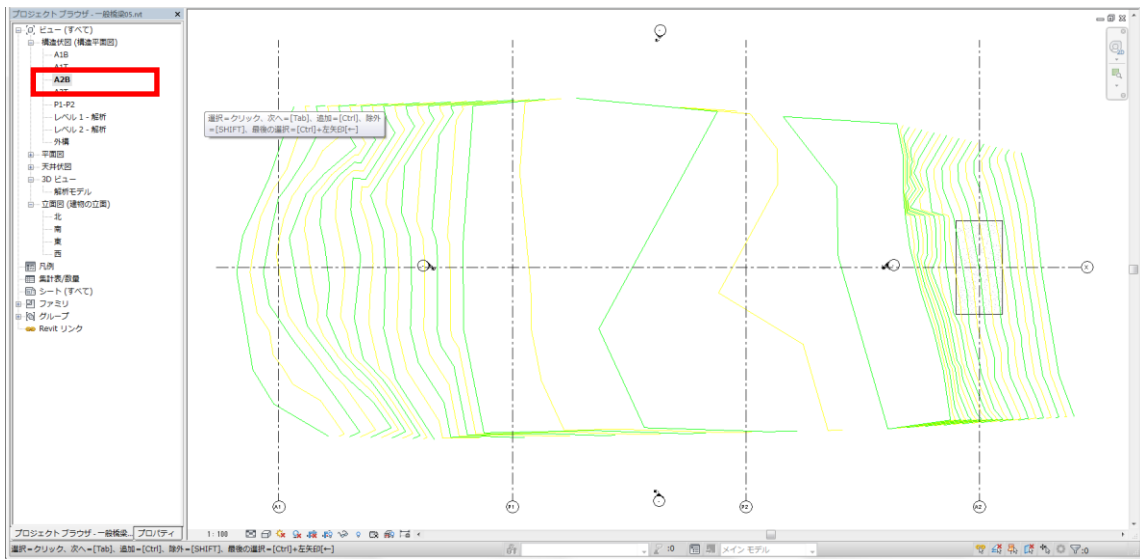 プロジェクト ブラウザ - 一般橋梁05.rvt
ビュー (すべて)
構造伏図 (構造平面図)
A1B
A1T
A2B
A2T
P1-P2
レベル 1 - 解析
レベル 2 - 解析
外構
平面図
天井伏図
3D ビュー
解析モデル
立面図 (建物の立面)
北
南
東
西
凡例
集計表/数量
シート (すべて)
ファミリ
グループ
Revit リンク
選択=クリック、次へ=[Tab]、追加=[Ctrl]、除外
=[SHIFT]、最後の選択=[Ctrl]+左矢印[←]
X
A1
P1
P2
A2
プロジェクト ブラウザ - 一般橋梁...
プロパティ
1 : 100
選択=クリック、次へ=[Tab]、追加=[Ctrl]、除外=[SHIFT]、最後の選択=[Ctrl]+左矢印[←]
:0
メイン モデル
:0